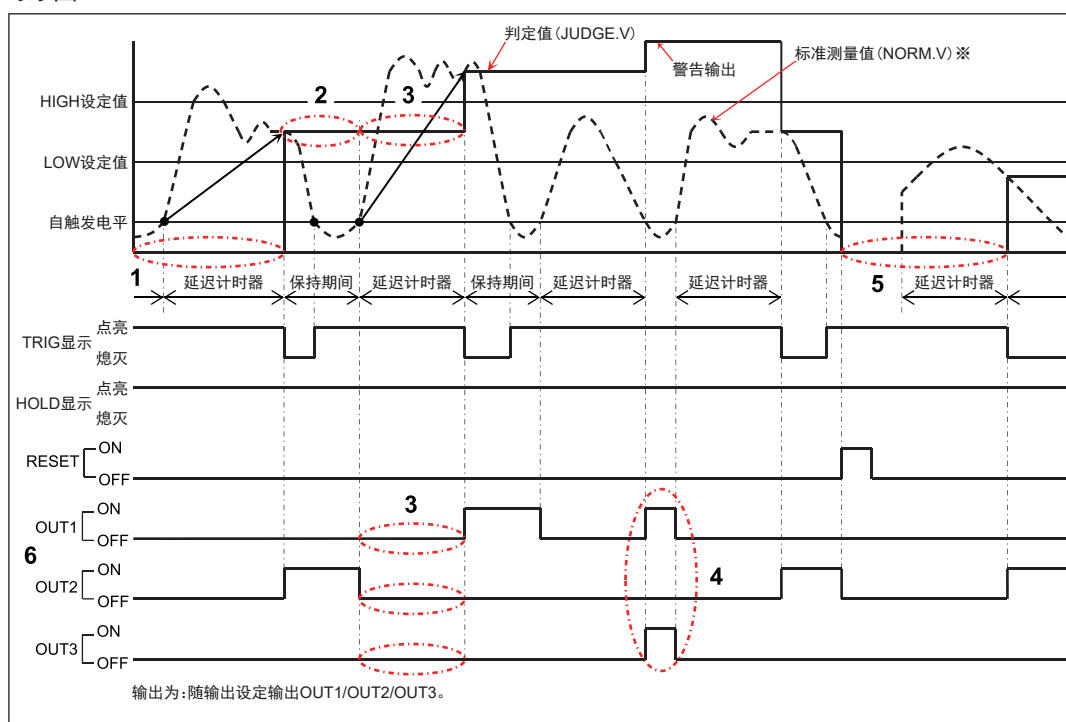 判定值(JUDGE.V)
警告输出
标准测量值(NORM.V)※
HIGH设定值
2
3
LOW设定值
自触发电平
1
延迟计时器
保持期间
延迟计时器
保持期间
延迟计时器
延迟计时器
5
延迟计时器
TRIG显示
点亮
熄灭
HOLD显示
点亮
熄灭
RESET
ON
OFF
3
OUT1
ON
OFF
6
OUT2
ON
OFF
4
OUT3
ON
OFF
输出为:随输出设定输出OUT1/OUT2/OUT3。